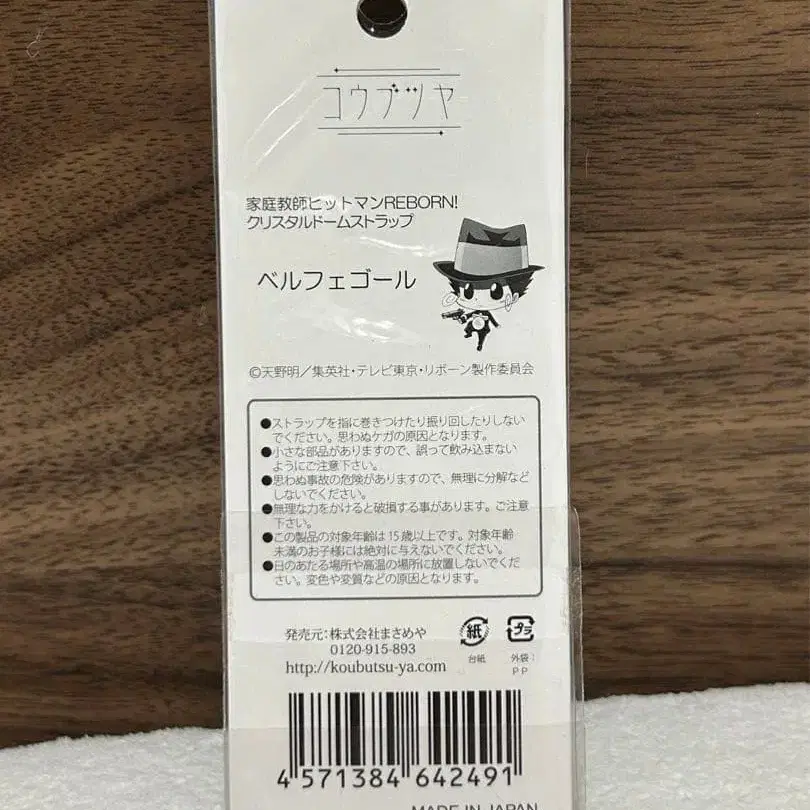 コウブツヤ
家庭教師ヒットマンREBORN!
クリスタルドームストラップ
ベルフェゴール
©天野明／集英社・テレビ東京・リボーン製作委員会
●ストラップを指に巻きつけたり振り回したりしない
でください。思わぬケガの原因となります。
●小さな部品がありますので、誤って飲み込まない
ようにご注意下さい。
●思わぬ事故の危険がありますので、無理に分解など
しないでください。
●無理な力をかけると破損する事があります。ご注意
下さい。
●この製品の対象年齢は15歳以上です。対象年齢
未満のお子様には絶対に与えないでください。
●日のあたる場所や高温の場所に放置しないでくだ
さい。変色や変質などの原因となります。
発売元：株式会社まさめや
0120-915-893
http://koubutsu-ya.com
紙
台紙
プラ
外袋：
PP
4 571384 642491
MADE IN JAPAN